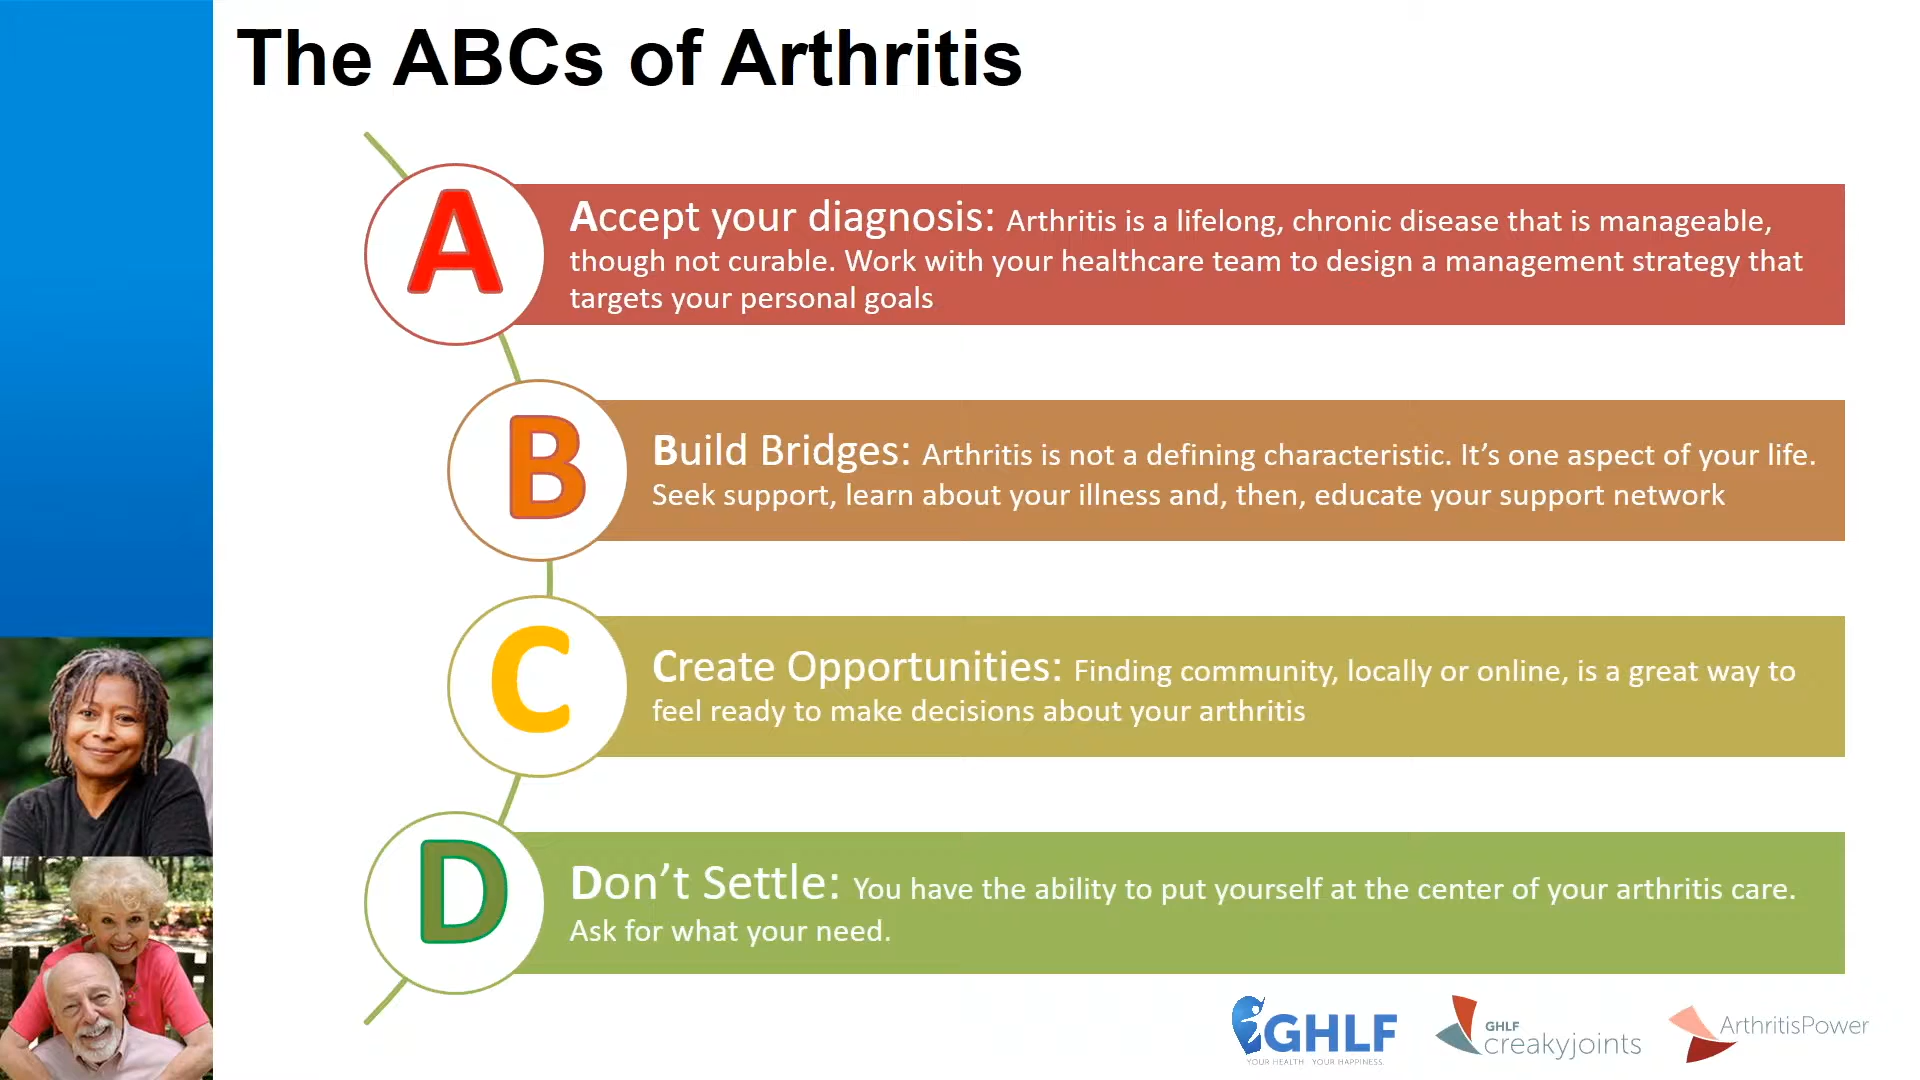 The ABCs of Arthritis
A
Accept your diagnosis: Arthritis is a lifelong, chronic disease that is manageable,
though not curable. Work with your healthcare team to design a management strategy that
targets your personal goals
B
Build Bridges: Arthritis is not a defining characteristic. It’s one aspect of your life.
Seek support, learn about your illness and, then, educate your support network
C
Create Opportunities: Finding community, locally or online, is a great way to
feel ready to make decisions about your arthritis
D
Don’t Settle: You have the ability to put yourself at the center of your arthritis care.
Ask for what your need.
GHLF
YOUR HEALTH YOUR HAPPINESS.
GHLF
creakyjoints
ArthritisPower